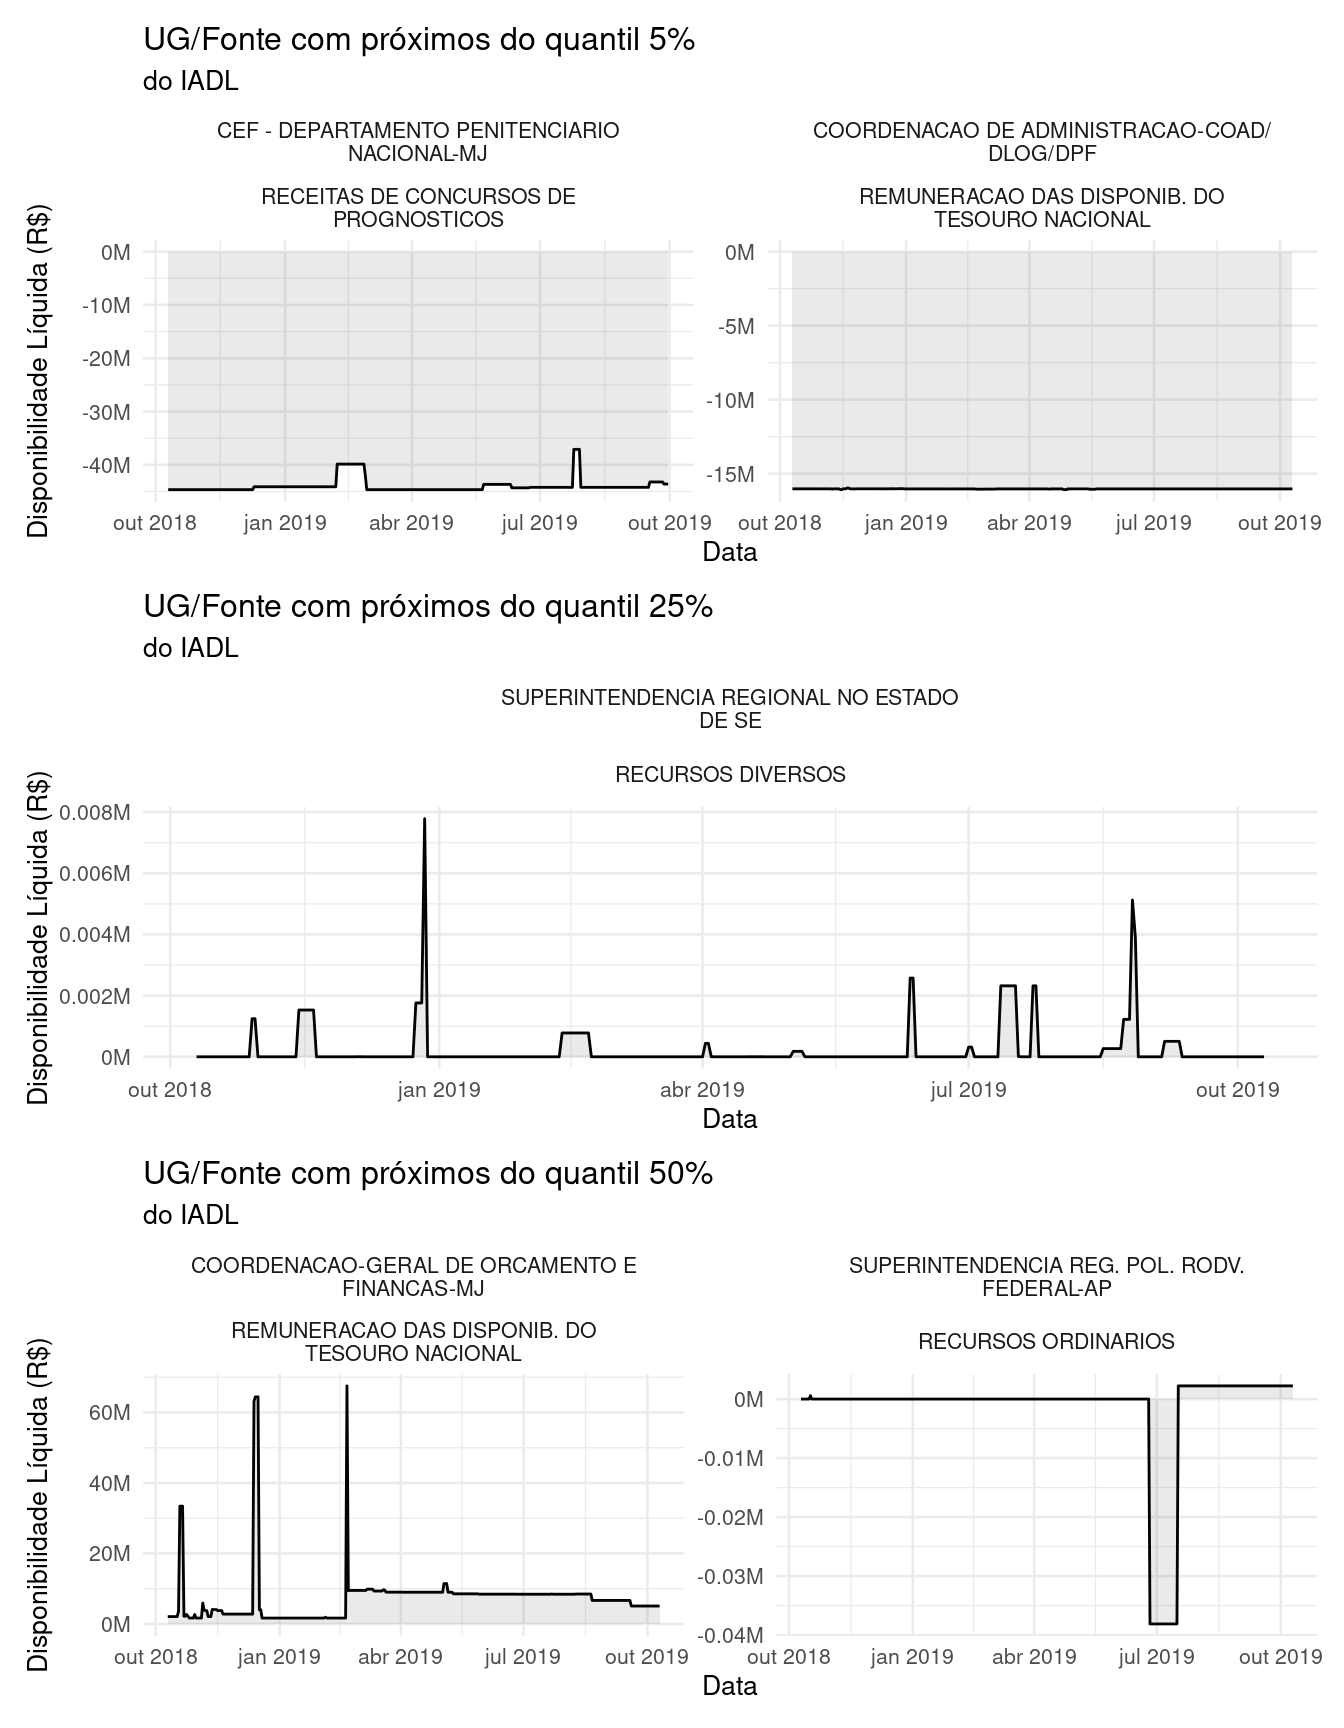 UG/Fonte com próximos do quantil 5%
do IADL
CEF - DEPARTAMENTO PENITENCIARIO
NACIONAL-MJ
RECEITAS DE CONCURSOS DE
PROGNOSTICOS
COORDENACAO DE ADMINISTRACAO-COAD/
DLOG/DPF
REMUNERACAO DAS DISPONIB. DO
TESOURO NACIONAL
Disponibilidade Líquida (R$)
0M
-10M
-20M
-30M
-40M
out 2018 jan 2019 abr 2019 jul 2019 out 2019
0M
-5M
-10M
-15M
out 2018 jan 2019 abr 2019 jul 2019 out 2019
Data
UG/Fonte com próximos do quantil 25%
do IADL
SUPERINTENDENCIA REGIONAL NO ESTADO
DE SE
RECURSOS DIVERSOS
Disponibilidade Líquida (R$)
0.008M
0.006M
0.004M
0.002M
0M
out 2018 jan 2019 abr 2019 jul 2019 out 2019
Data
UG/Fonte com próximos do quantil 50%
do IADL
COORDENACAO-GERAL DE ORCAMENTO E
FINANCAS-MJ
REMUNERACAO DAS DISPONIB. DO
TESOURO NACIONAL
SUPERINTENDENCIA REG. POL. RODV.
FEDERAL-AP
RECURSOS ORDINARIOS
Disponibilidade Líquida (R$)
60M
40M
20M
0M
out 2018 jan 2019 abr 2019 jul 2019 out 2019
0M
-0.01M
-0.02M
-0.03M
-0.04M
out 2018 jan 2019 abr 2019 jul 2019 out 2019
Data